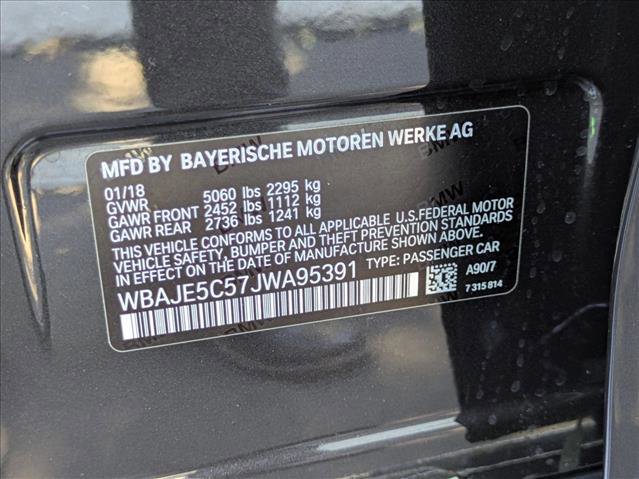 MFD BY BAYERISCHE MOTOREN WERKE AG
01/18
GVWR 5060 lbs 2295 kg
GAWR FRONT 2452 lbs 1112 kg
GAWR REAR 2736 lbs 1241 kg
THIS VEHICLE CONFORMS TO ALL APPLICABLE U.S.FEDERAL MOTOR
VEHICLE SAFETY, BUMPER AND THEFT PREVENTION STANDARDS
IN EFFECT ON THE DATE OF MANUFACTURE SHOWN ABOVE.
WBAJE5C57JWA95391 TYPE: PASSENGER CAR
A90/7
7 315 814
BMW